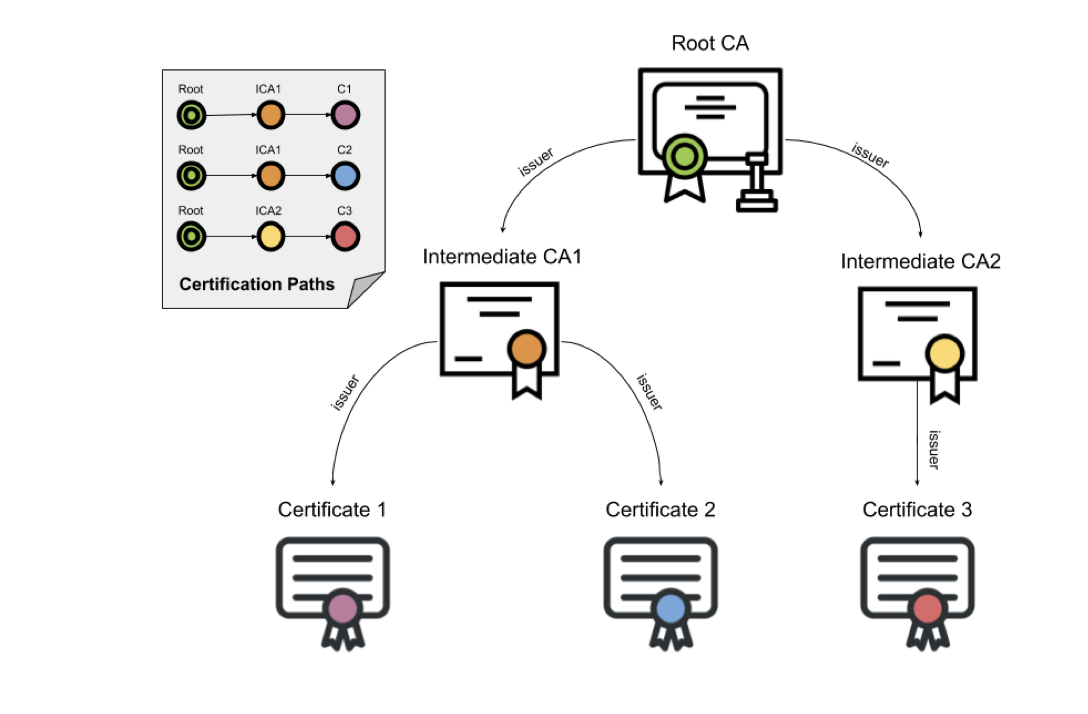 Root CA
Root ICA1 C1
Root ICA1 C2
Root ICA2 C3
Certification Paths
issuer
issuer
Intermediate CA1
Intermediate CA2
issuer
issuer
issuer
Certificate 1
Certificate 2
Certificate 3